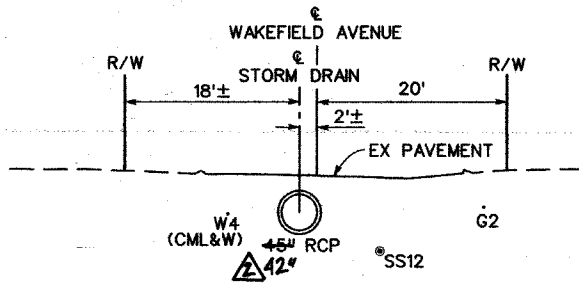 ℄
WAKEFIELD AVENUE
℄
R/W
STORM DRAIN
R/W
18'±
20'
2'±
EX PAVEMENT
W4
(CML&W)
45" RCP
2 42"
G2
SS12